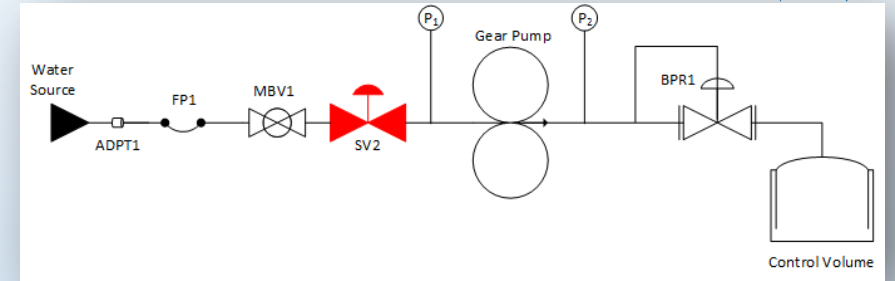 Water
Source
ADPT1
FP1
MBV1
SV2
P1
Gear Pump
P2
BPR1
Control Volume